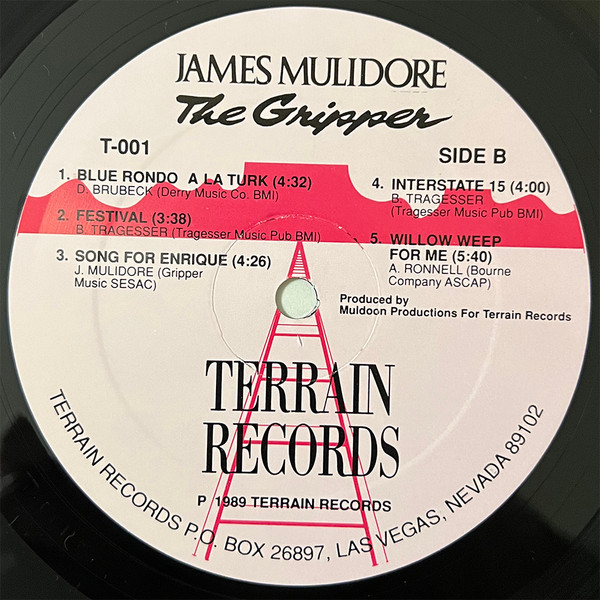 JAMES MULIDORE
The Gripper
T-001
SIDE B
1. BLUE RONDO A LA TURK (4:32)
D. BRUBECK (Derry Music Co. BMI)
2. FESTIVAL (3:38)
B. TRAGESSER (Tragesser Music Pub BMI)
3. SONG FOR ENRIQUE (4:26)
J. MULIDORE (Gripper
Music SESAC)
4. INTERSTATE 15 (4:00)
B. TRAGESSER
(Tragesser Music Pub BMI)
5. WILLOW WEEP
FOR ME (5:40)
A. RONNELL (Bourne
Company ASCAP)
Produced by
Muldoon Productions For Terrain Records
TERRAIN
RECORDS
P 1989 TERRAIN RECORDS
TERRAIN RECORDS P.O. BOX 26897, LAS VEGAS, NEVADA 89102